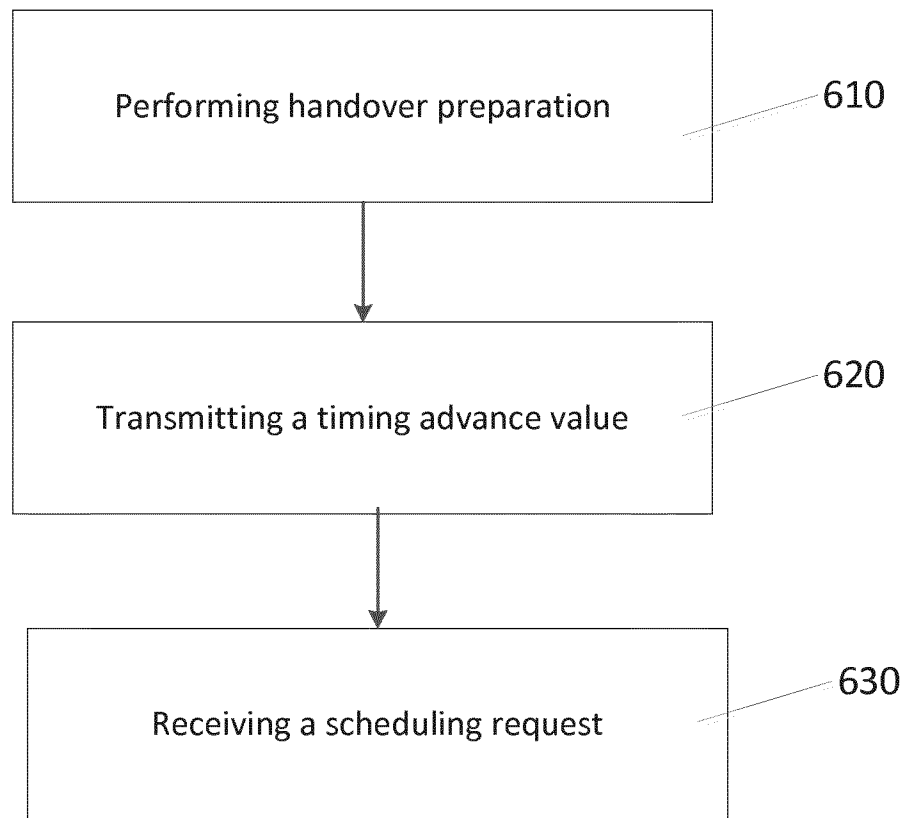 Performing handover preparation
610
Transmitting a timing advance value
620
Receiving a scheduling request
630